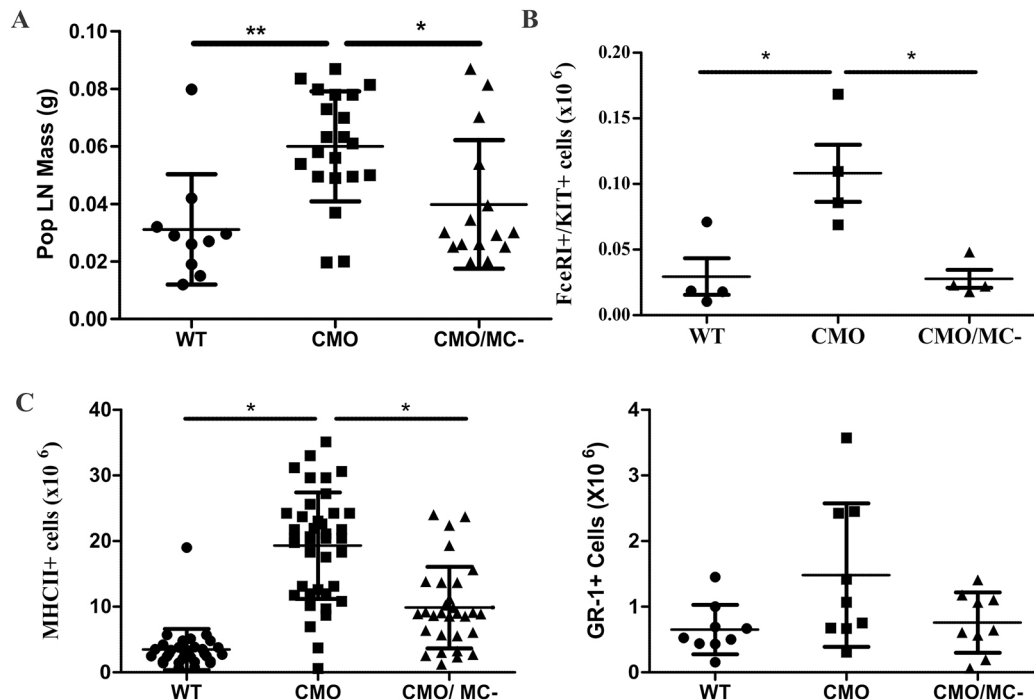 A
** *
Pop LN Mass (g)
0.10
0.08
0.06
0.04
0.02
0.00
WT CMO CMO/MC-
B
* *
FceRI+/KIT+ cells (x10 6)
0.20
0.15
0.10
0.05
0.00
WT CMO CMO/MC-
C
* *
MHCII+ cells (x10 6)
40
30
20
10
0
WT CMO CMO/ MC-
GR-1+ Cells (X10 6)
4
3
2
1
0
WT CMO CMO/MC-